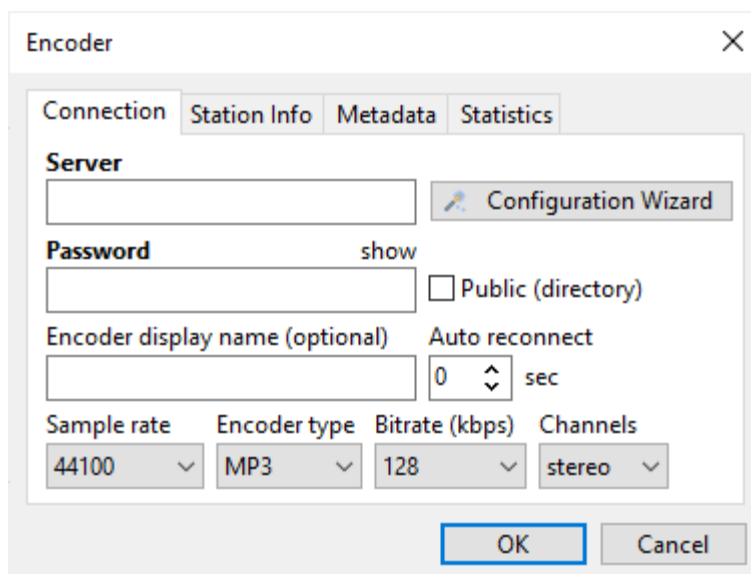 Encoder
Connection Station Info Metadata Statistics
Server
Configuration Wizard
Password show
Public (directory)
Encoder display name (optional) Auto reconnect
0 sec
Sample rate Encoder type Bitrate (kbps) Channels
44100 MP3 128 stereo
OK Cancel